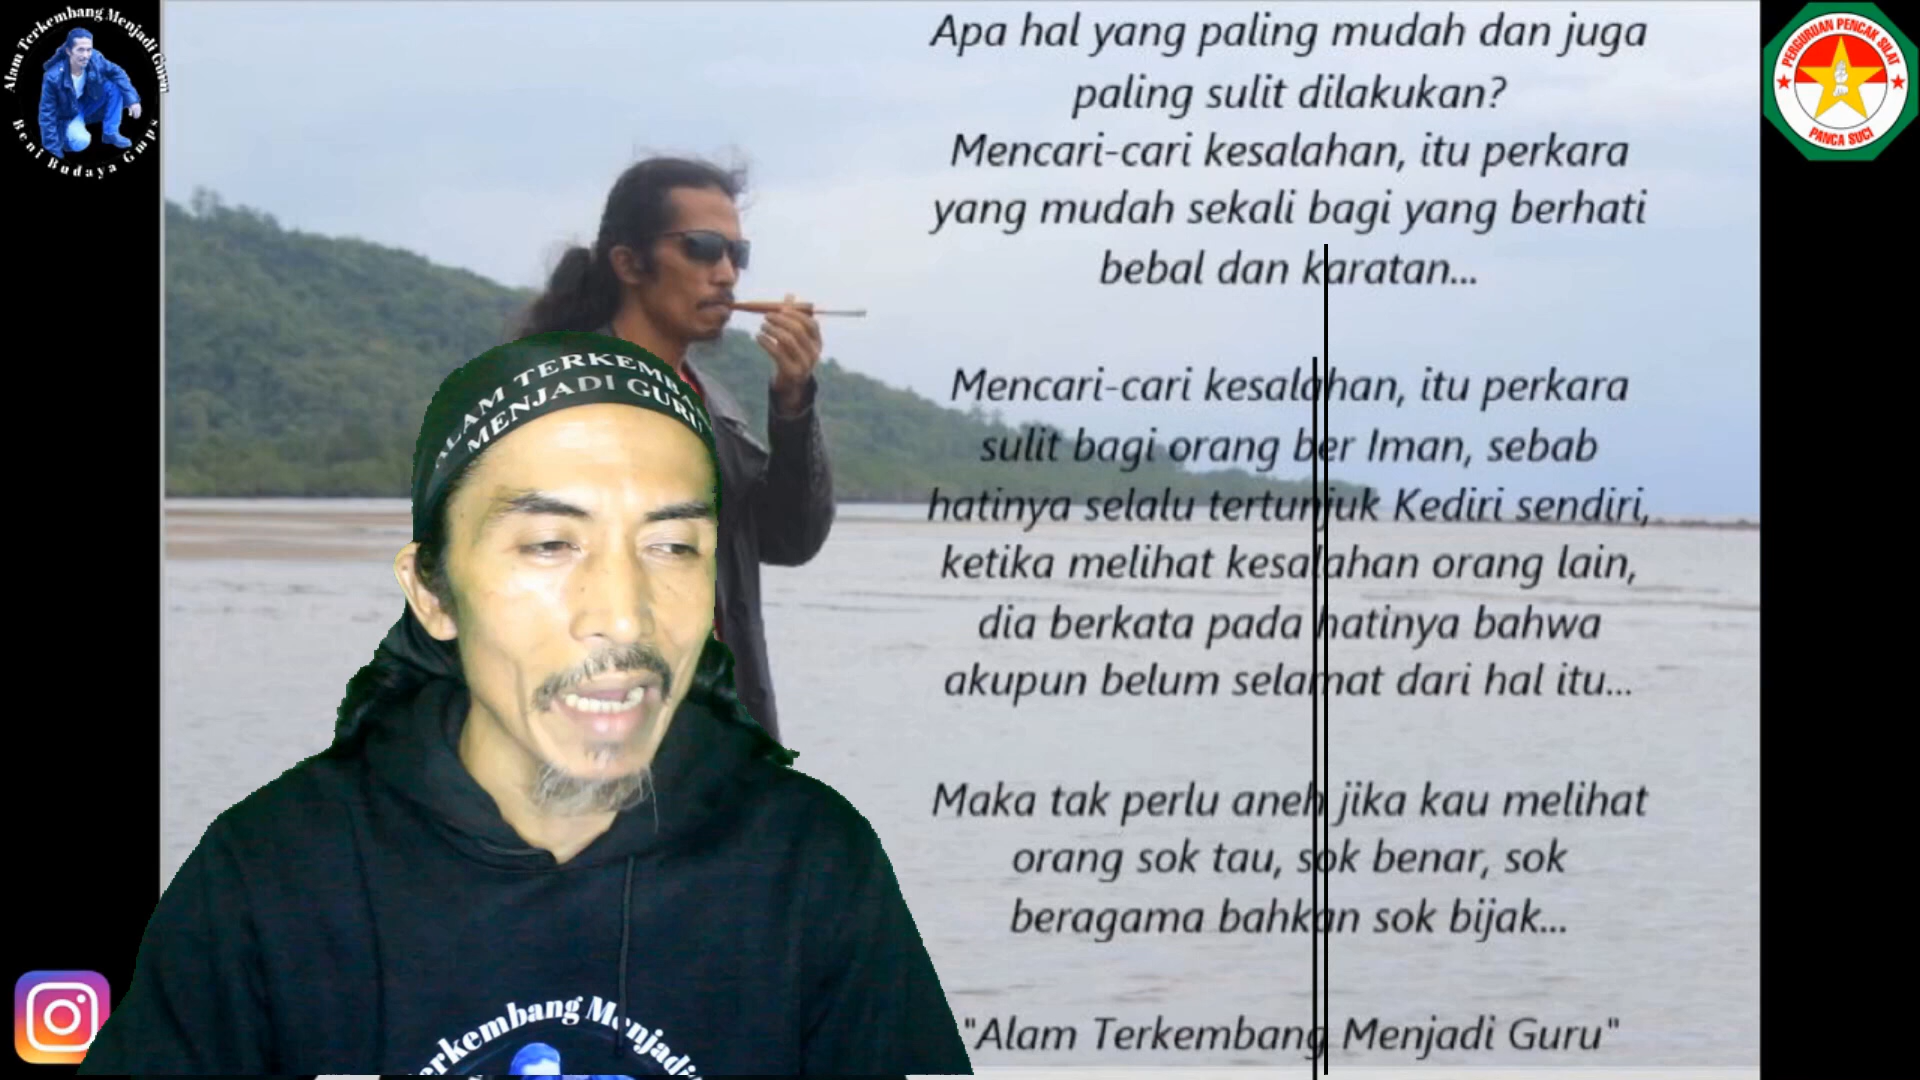 Alam Terkembang Menjadi Guru
Beni Budaya Gmps
PERGURUAN PENCAK SILAT
PANCA SUCI
Apa hal yang paling mudah dan juga
paling sulit dilakukan?
Mencari-cari kesalahan, itu perkara
yang mudah sekali bagi yang berhati
bebal dan karatan...
Mencari-cari kesalahan, itu perkara
sulit bagi orang ber Iman, sebab
hatinya selalu tertunjuk Kediri sendiri,
ketika melihat kesalahan orang lain,
dia berkata pada hatinya bahwa
akupun belum selamat dari hal itu...
Maka tak perlu aneh jika kau melihat
orang sok tau, sok benar, sok
beragama bahkan sok bijak...
"Alam Terkembang Menjadi Guru"
ALAM TERKEMBANG
MENJADI GURU
erkembang Menjadi